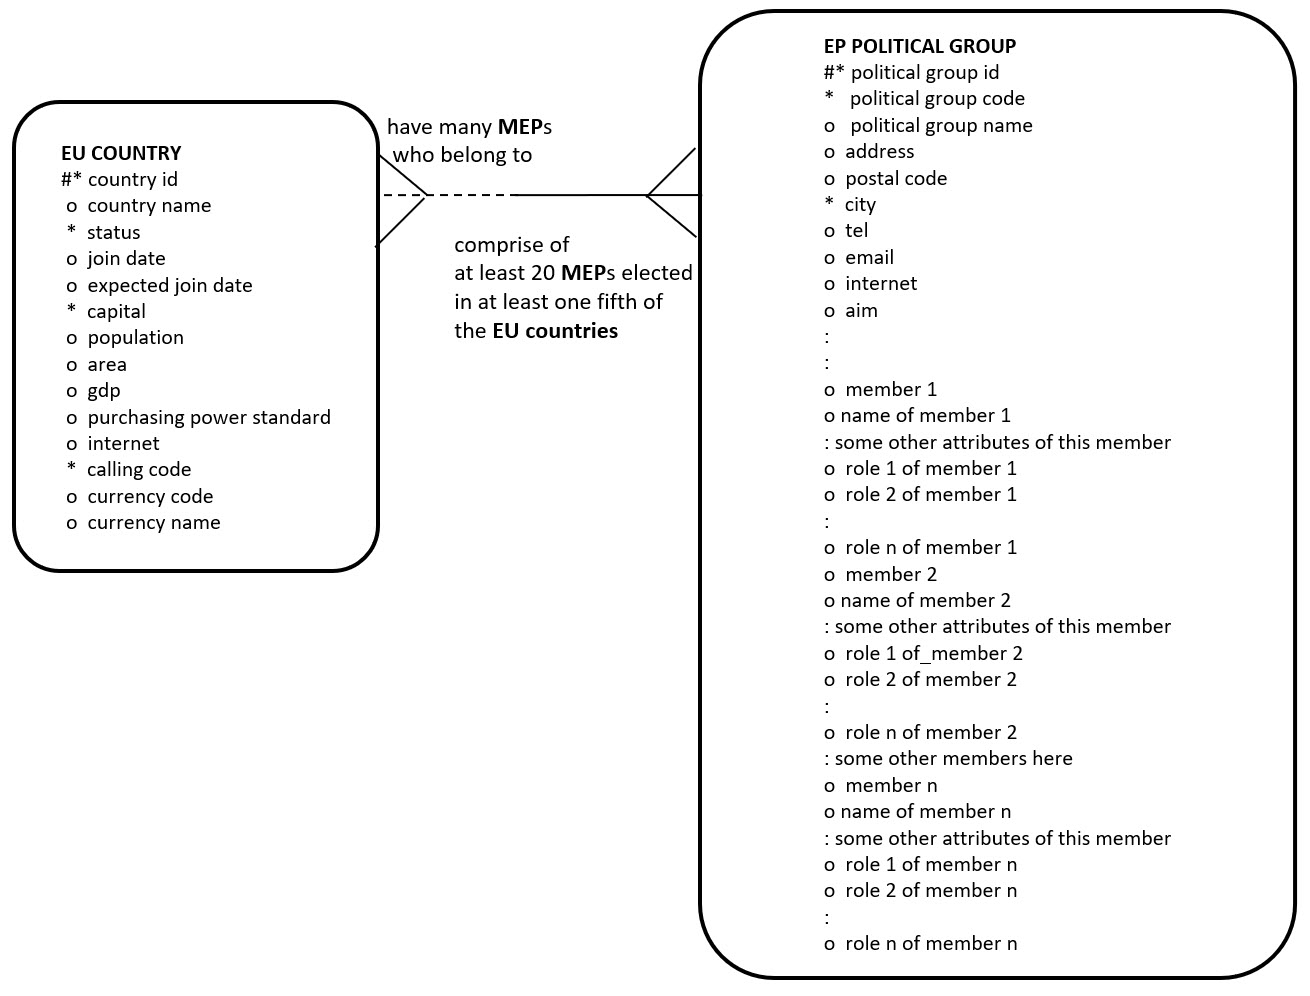 EU COUNTRY
#* country id
o country name
* status
o join date
o expected join date
* capital
o population
o area
o gdp
o purchasing power standard
o internet
* calling code
o currency code
o currency name
have many MEPs
who belong to
comprise of
at least 20 MEPs elected
in at least one fifth of
the EU countries
EP POLITICAL GROUP
#* political group id
* political group code
o political group name
o address
o postal code
* city
o tel
o email
o internet
o aim
:
:
o member 1
o name of member 1
: some other attributes of this member
o role 1 of member 1
o role 2 of member 1
:
o role n of member 1
o member 2
o name of member 2
: some other attributes of this member
o role 1 of_member 2
o role 2 of member 2
:
o role n of member 2
: some other members here
o member n
o name of member n
: some other attributes of this member
o role 1 of member n
o role 2 of member n
:
o role n of member n